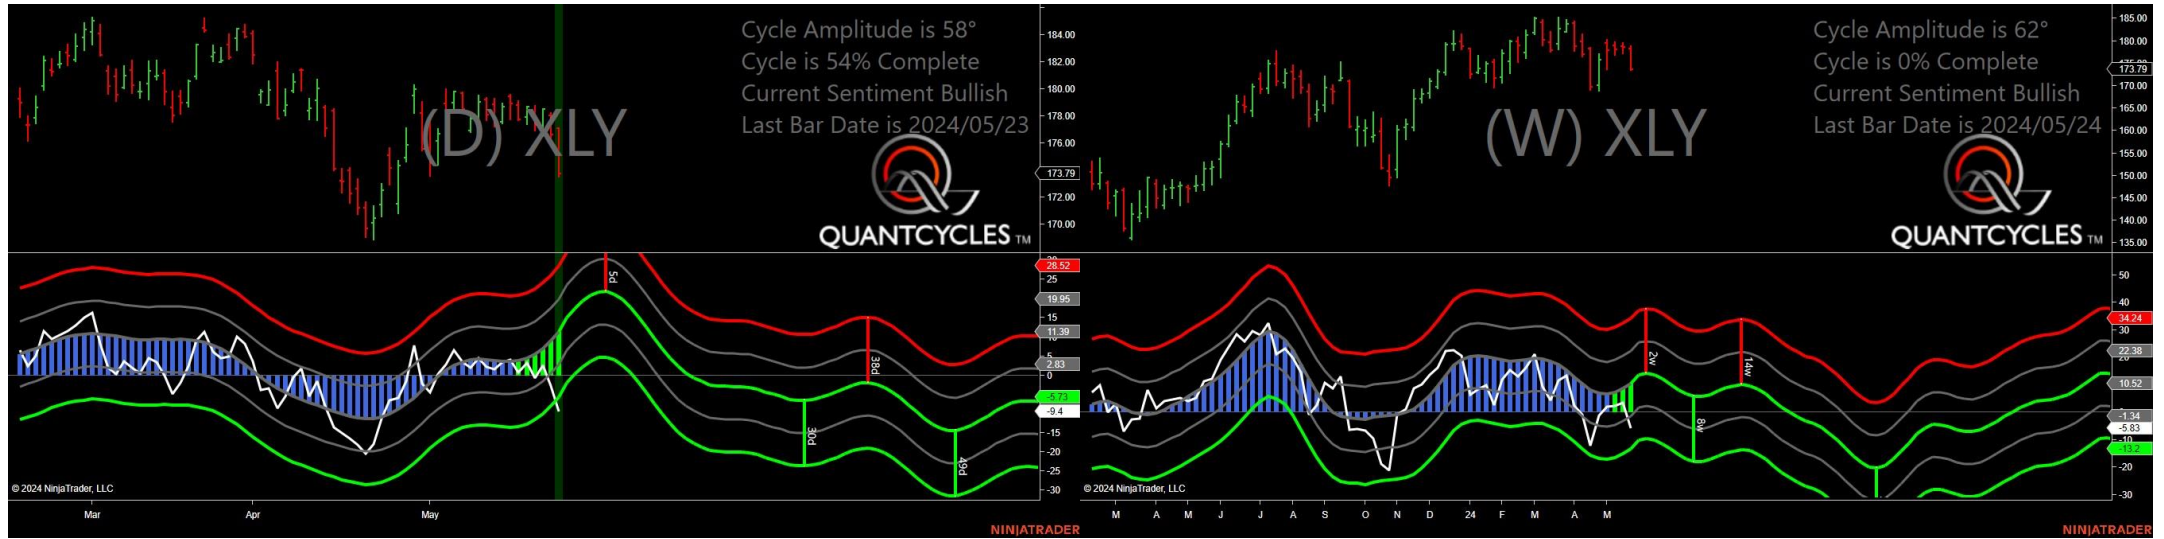 Cycle Amplitude is 58°
Cycle is 54% Complete
Current Sentiment Bullish
Last Bar Date is 2024/05/23
(D) XLY
QUANTCYCLES TM
184.00
182.00
180.00
178.00
176.00
173.79
172.00
170.00
28.52
25
19.95
15
11.39
5
2.83
0
-5.73
-9.4
-15
-20
-25
-30
5d
30d
38d
49d
© 2024 NinjaTrader, LLC
Mar
Apr
May
NINJATRADER
Cycle Amplitude is 62°
Cycle is 0% Complete
Current Sentiment Bullish
Last Bar Date is 2024/05/24
(W) XLY
QUANTCYCLES TM
185.00
180.00
173.79
170.00
165.00
160.00
155.00
150.00
145.00
140.00
135.00
50
40
34.24
30
22.38
10.52
-1.34
-5.83
-10
-13.2
-20
-30
2w
8w
14w
© 2024 NinjaTrader, LLC
M
A
M
J
J
A
S
O
N
D
24
F
M
A
M
NINJATRADER